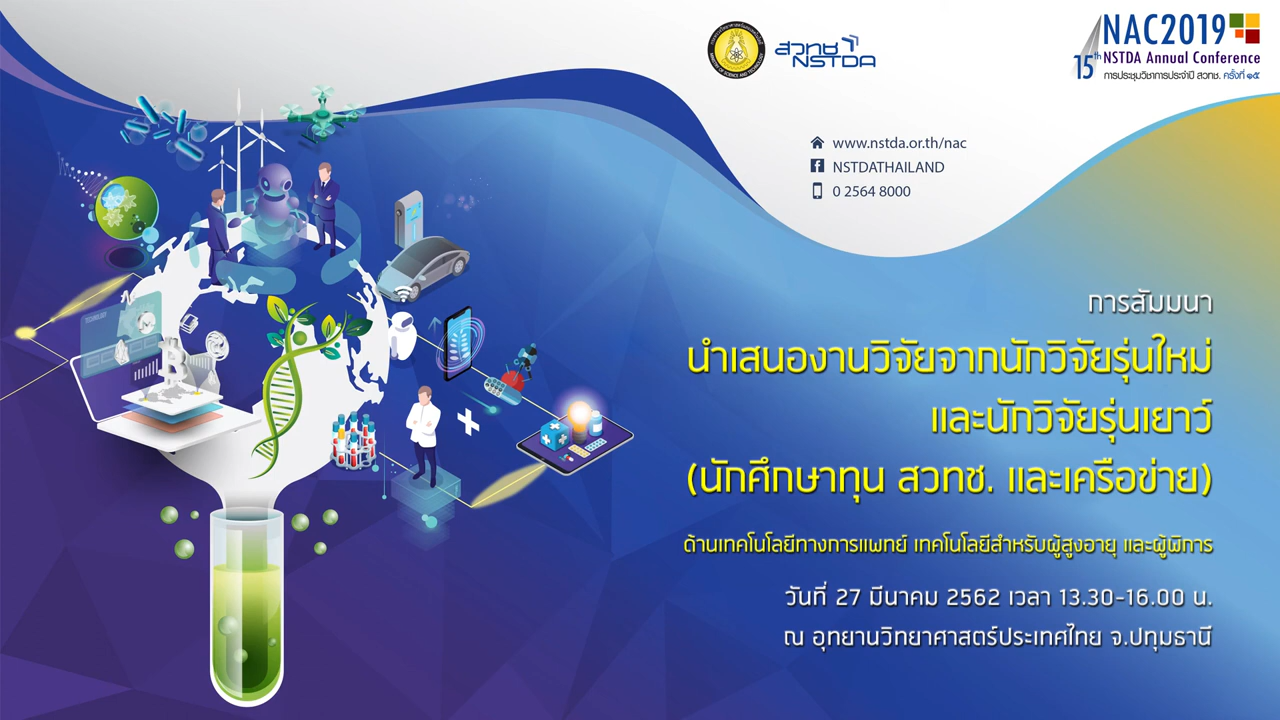 สวทช
NSTDA
NAC2019
15th NSTDA Annual Conference
การประชุมวิชาการประจำปี สวทช. ครั้งที่ ๑๕
www.nstda.or.th/nac
NSTDATHAILAND
0 2564 8000
การสัมมนา
นำเสนองานวิจัยจากนักวิจัยรุ่นใหม่
และนักวิจัยรุ่นเยาว์
(นักศึกษาทุน สวทช. และเครือข่าย)
ด้านเทคโนโลยีทางการแพทย์ เทคโนโลยีสำหรับผู้สูงอายุ และผู้พิการ
วันที่ 27 มีนาคม 2562 เวลา 13.30-16.00 น.
ณ อุทยานวิทยาศาสตร์ประเทศไทย จ.ปทุมธานี
TECHNOLOGY